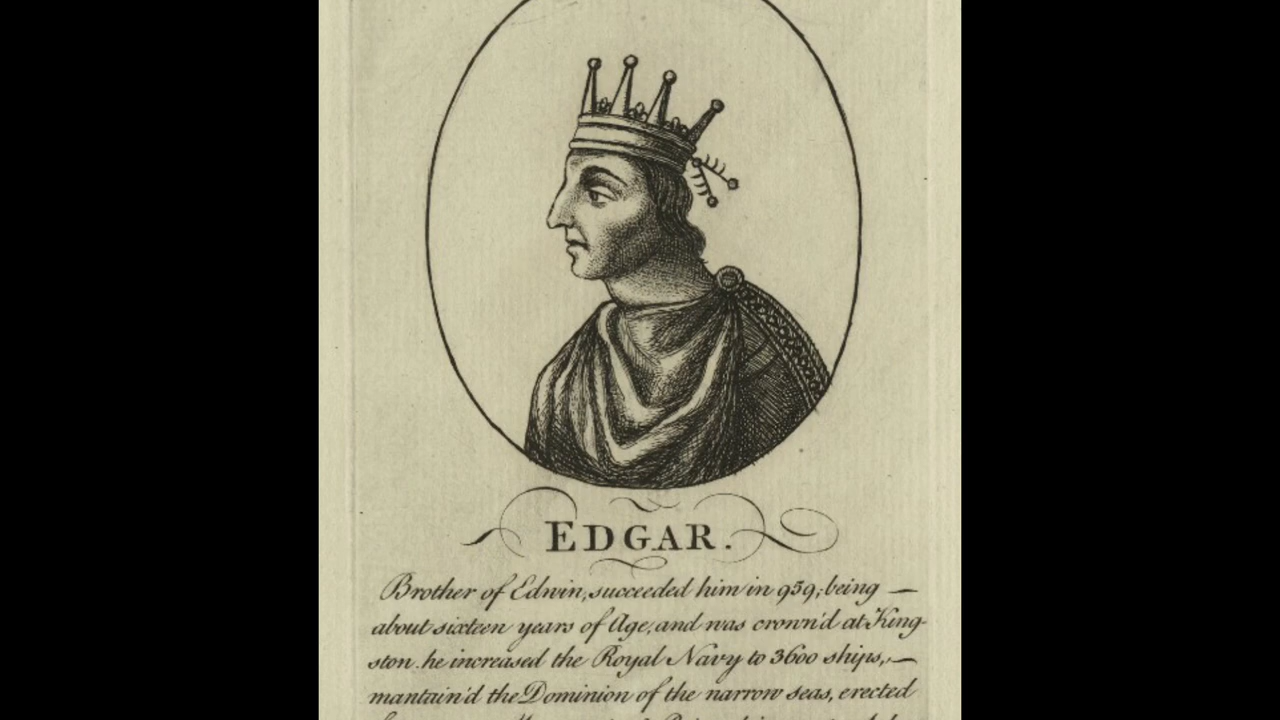 EDGAR.
Brother of Edwin, succeeded him in 959, being —
about sixteen years of Age, and was crown'd at King-
ston. he increased the Royal Navy to 3600 ships, —
mantain'd the Dominion of the narrow seas, erected